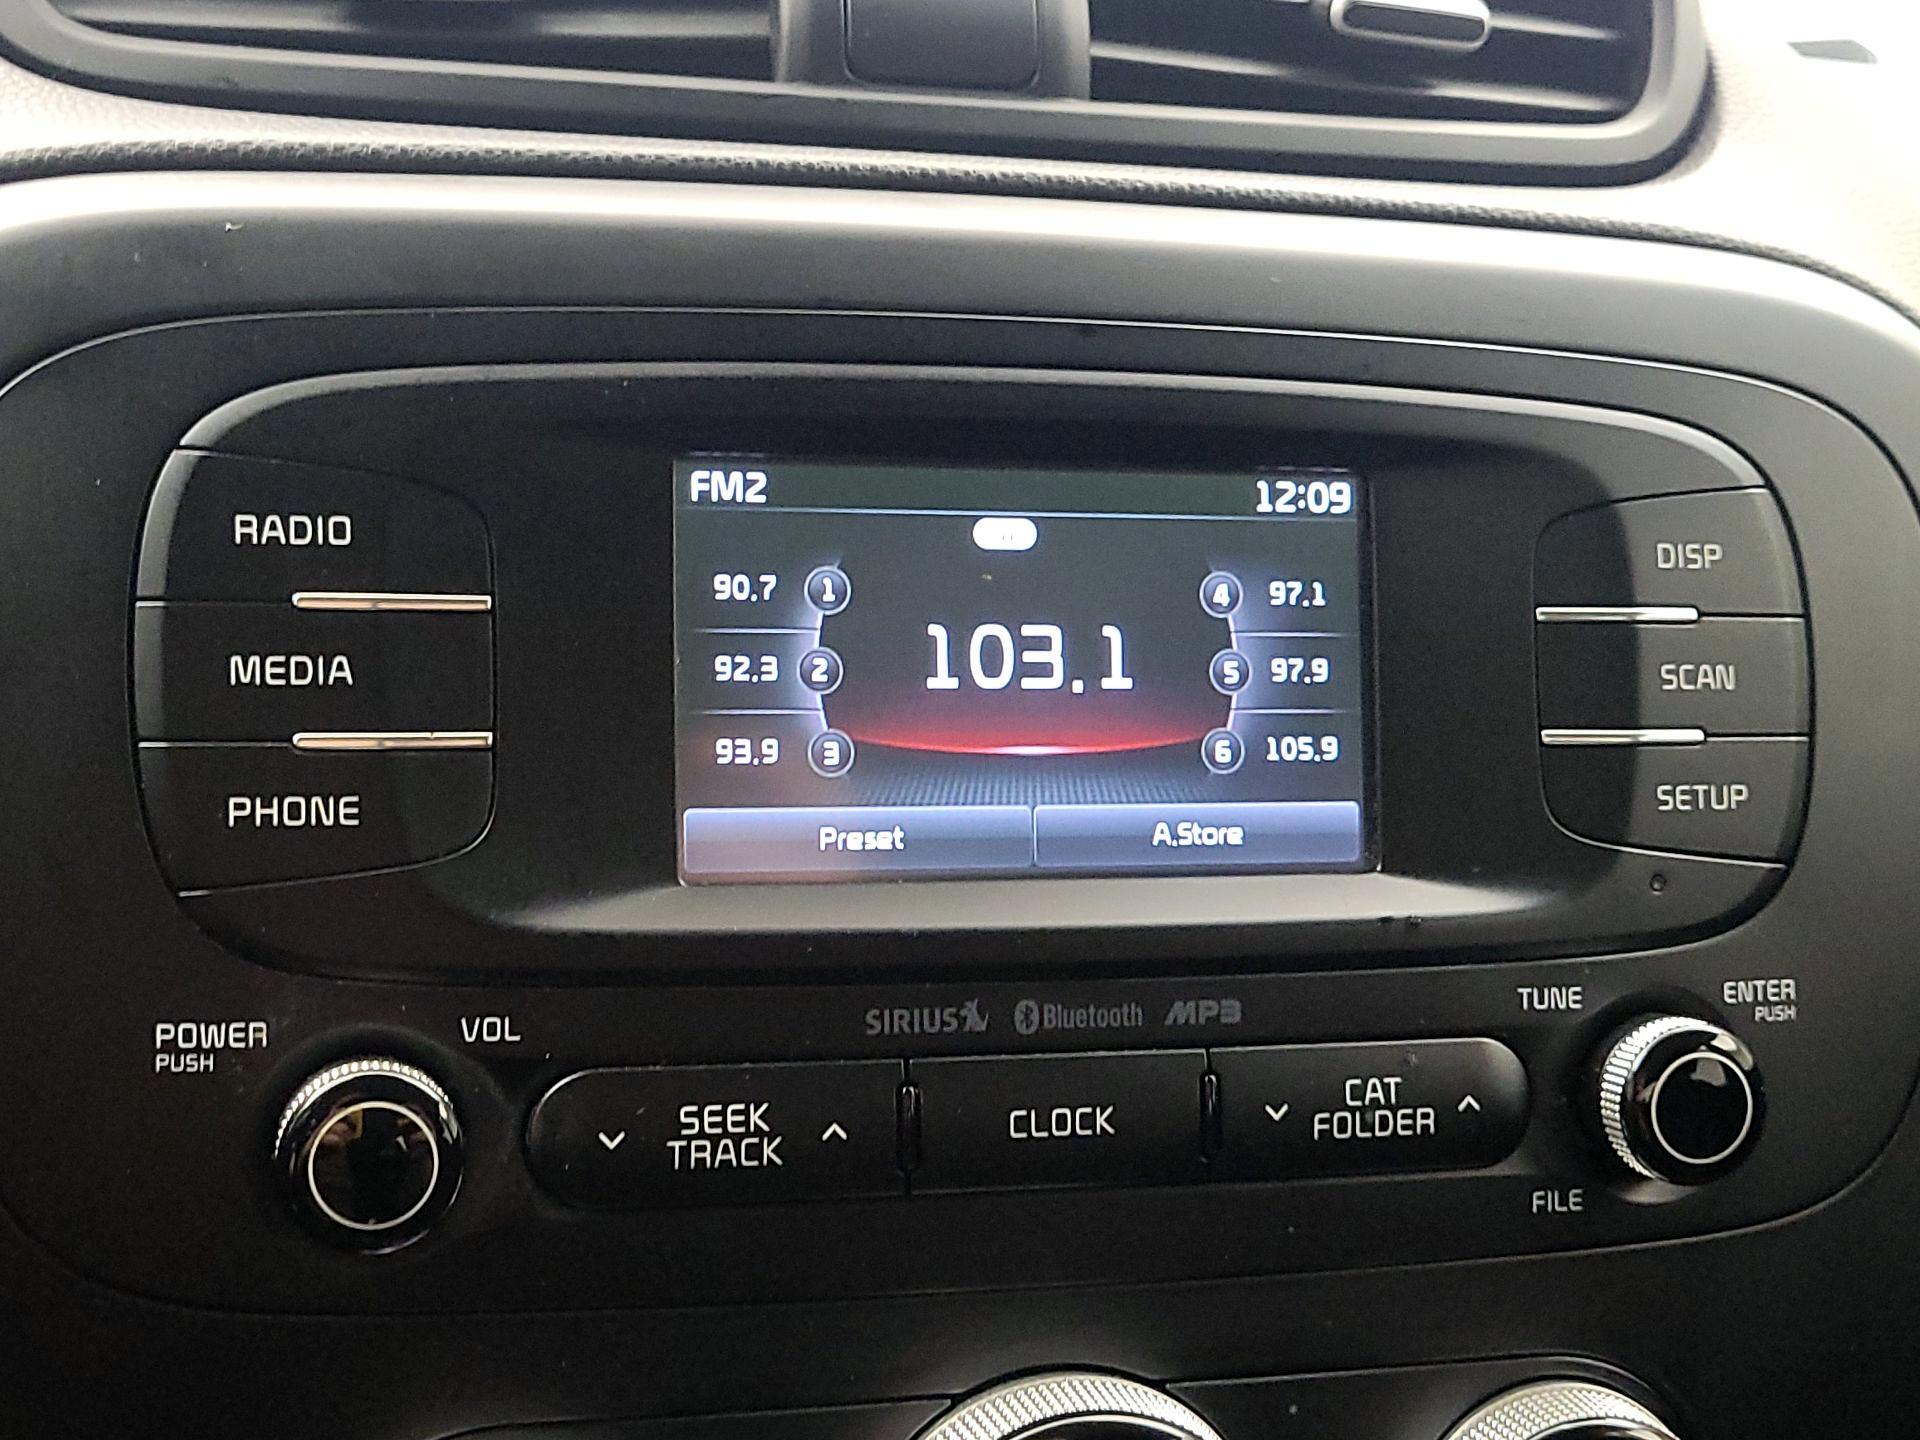 FM2
12:09
90.7 1
4 97.1
103.1
92.3 2
5 97.9
93.9 3
6 105.9
Preset
A.Store
RADIO
MEDIA
PHONE
DISP
SCAN
SETUP
SIRIUS Bluetooth MP3
POWER
PUSH
VOL
TUNE
ENTER
PUSH
SEEK
TRACK
CLOCK
CAT
FOLDER
FILE